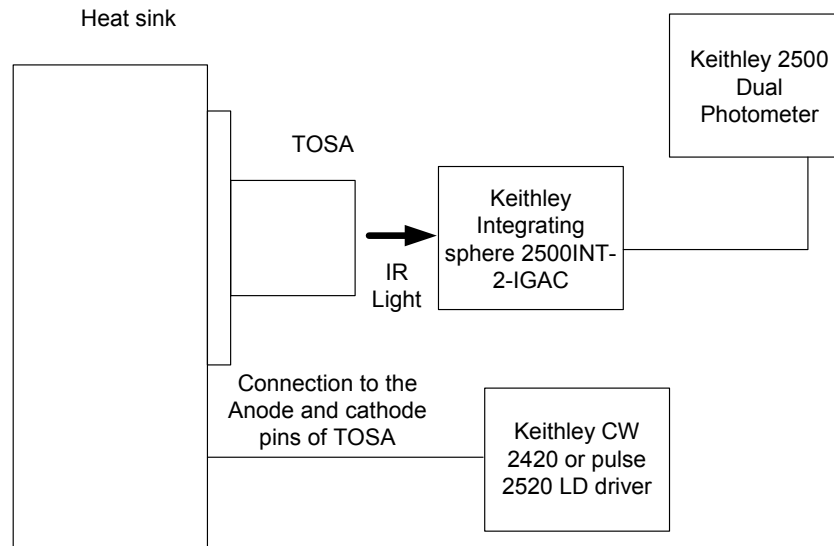 Heat sink
Keithley 2500
Dual
Photometer
TOSA
Keithley
Integrating
sphere 2500INT-
2-IGAC
IR
Light
Connection to the
Anode and cathode
pins of TOSA
Keithley CW
2420 or pulse
2520 LD driver